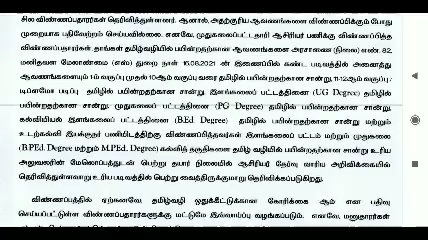 சில விண்ணப்பதாரர்கள் தெரிவித்துள்ளனர். ஆனால், அதற்குரிய ஆவணங்களை விண்ணப்பிக்கும் போது
முறையாக பதிவேற்றம் செய்யவில்லை. எனவே, முதுகலைப்பட்டதாரி ஆசிரியர் பணிக்கு விண்ணப்பித்த
விண்ணப்பதாரர்கள் தாங்கள் தமிழ்வழியில் பயின்றதற்கான ஆவணங்களை அரசாணை (நிலை) எண். 82,
மனிதவள மேலாண்மை (எஸ்) துறை நாள் 16.08.2021 ன் இணைப்பில் கண்ட படிவத்தில் அனைத்து
ஆவணங்களையும் 1ம் வகுப்பு முதல் 10ஆம் வகுப்பு வரை தமிழில் பயின்றதற்கான சான்று, 11-12ஆம் வகுப்பு /
டிப்ளமோ படிப்பு தமிழில் பயின்றதற்கான சான்று, இளங்கலைப் பட்டத்தினை (UG Degree) தமிழில்
பயின்றதற்கான சான்று, முதுகலைப் பட்டத்தினை (PG Degree) தமிழில் பயின்றதற்கான சான்று,
கல்வியியல் இளங்கலைப் பட்டத்தினை (B.Ed. Degree) தமிழில் பயின்றதற்கான சான்று மற்றும்
உடற்கல்வி இயக்குநர் பணியிடத்திற்கு விண்ணப்பித்தவர்கள் இளங்கலைப் பட்டம் மற்றும் முதுகலை
(B.P.Ed. Degree மற்றும் M.P.Ed. Degree) கல்வித் தகுதிகளை தமிழ் வழியில் பயின்றதற்கான சான்று உரிய
அலுவலரின் மேலொப்பத்துடன் பெற்று தயார் நிலையில் ஆசிரியர் தேர்வு வாரிய அறிவிக்கையில்
தெரிவித்துள்ளவாறு உரிய படிவத்தில் பெற்று வைத்திருக்குமாறு தெரிவிக்கப்படுகிறது.
விண்ணப்பத்தில் ஏற்கனவே, தமிழ்வழி ஒதுக்கீட்டுக்கான கோரிக்கை ஆம் என பதிவு
செய்யப்பட்டுள்ள விண்ணப்பதாரர்களுக்கு மட்டுமே இவ்வாய்ப்பு வழங்கப்படும். எனவே, மனுதாரர்கள்